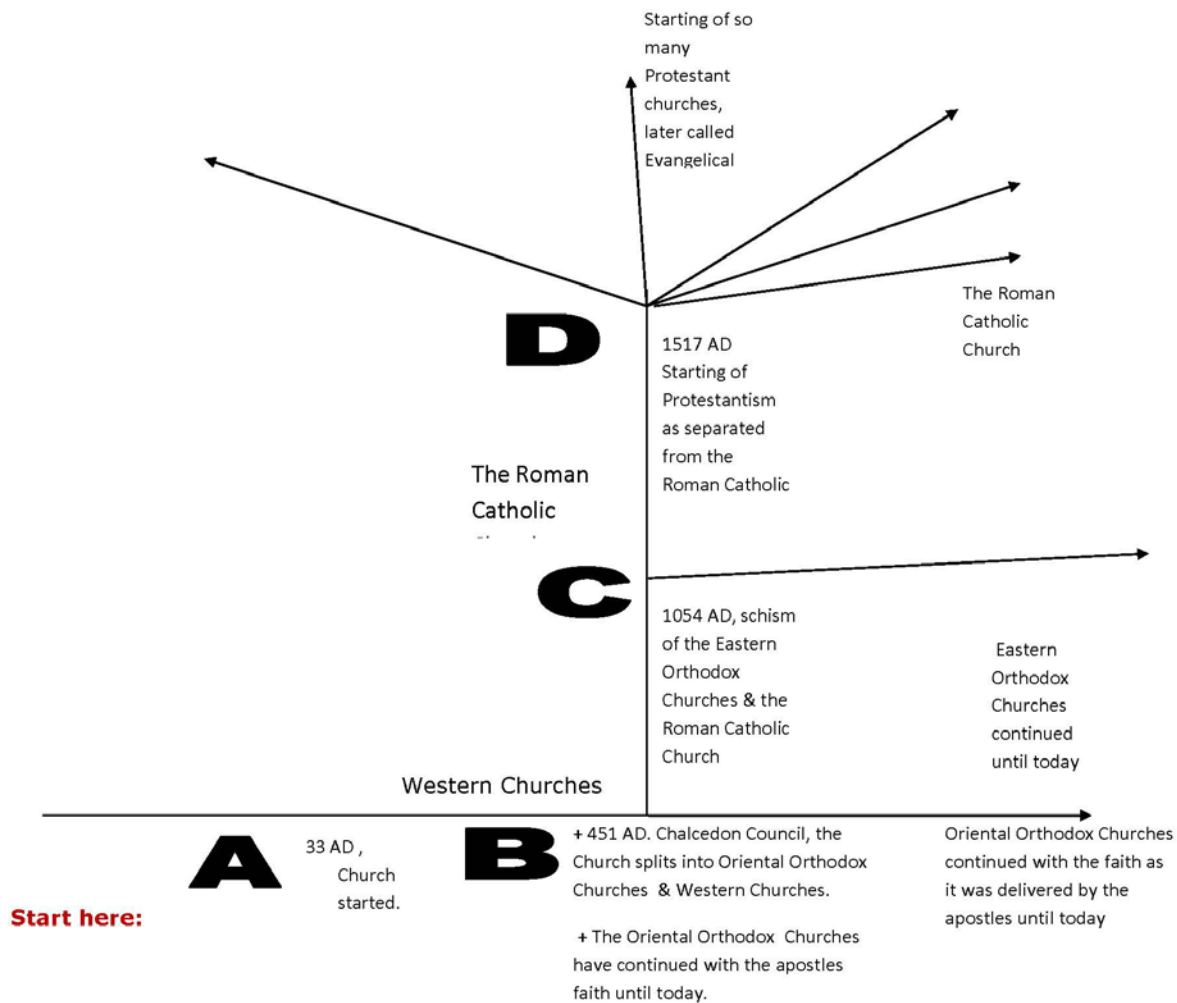 Starting of so
many
Protestant
churches,
later called
Evangelical
The Roman
Catholic
Church
D
1517 AD
Starting of
Protestantism
as separated
from the
Roman Catholic
The Roman
Catholic
C
1054 AD, schism
of the Eastern
Orthodox
Churches & the
Roman Catholic
Church
Eastern
Orthodox
Churches
continued
until today
Western Churches
A
33 AD ,
Church
started.
Start here:
B
+ 451 AD. Chalcedon Council, the
Church splits into Oriental Orthodox
Churches & Western Churches.
+ The Oriental Orthodox Churches
have continued with the apostles
faith until today.
Oriental Orthodox Churches
continued with the faith as
it was delivered by the
apostles until today